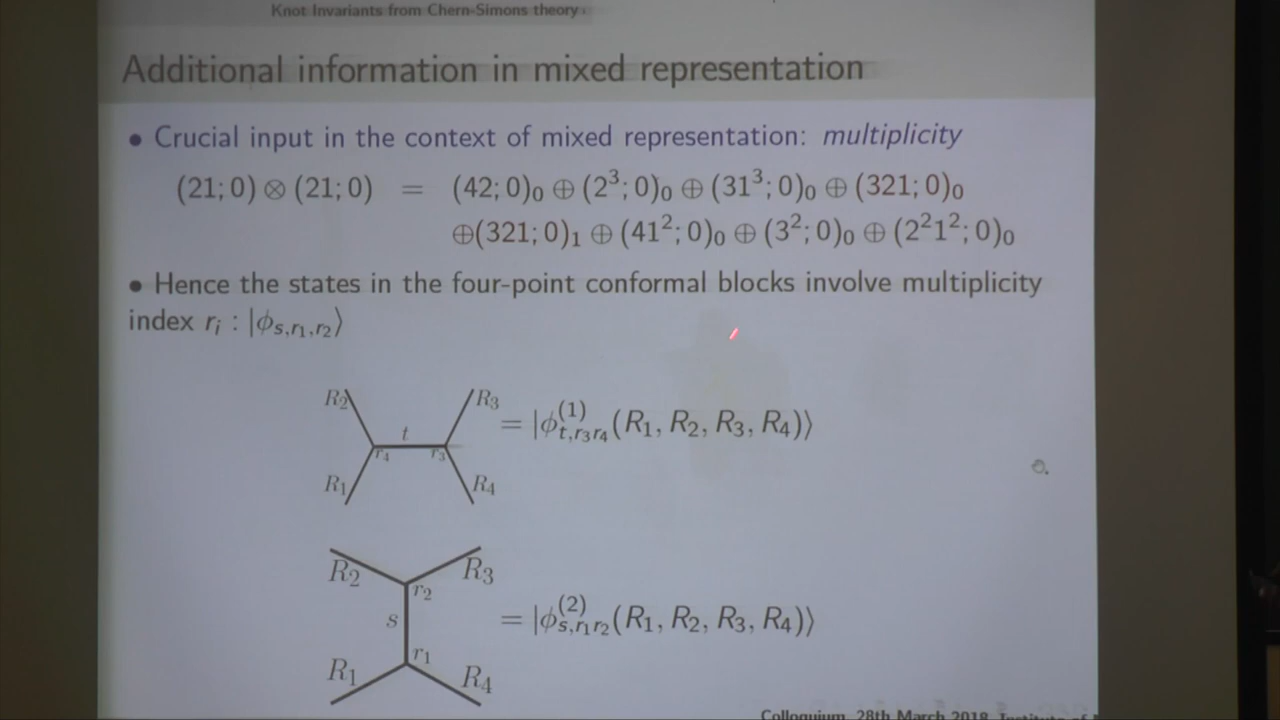 Knot Invariants from Chern-Simons theory
Additional information in mixed representation
• Crucial input in the context of mixed representation: multiplicity
(21; 0) ⊗ (21; 0) = (42; 0)₀ ⊕ (2³; 0)₀ ⊕ (31³; 0)₀ ⊕ (321; 0)₀
⊕(321; 0)₁ ⊕ (41²; 0)₀ ⊕ (3²; 0)₀ ⊕ (2²1²; 0)₀
• Hence the states in the four-point conformal blocks involve multiplicity
index rᵢ : |ϕ_{s,r₁,r₂}⟩
R₂ R₃
t
= |ϕ^{(1)}_{t,r₃r₄}(R₁, R₂, R₃, R₄)⟩
r₄ r₃
R₁ R₄
R₂ R₃
r₂
s
= |ϕ^{(2)}_{s,r₁r₂}(R₁, R₂, R₃, R₄)⟩
r₁
R₁ R₄
Colloquium, 28th March 2018, Institute of